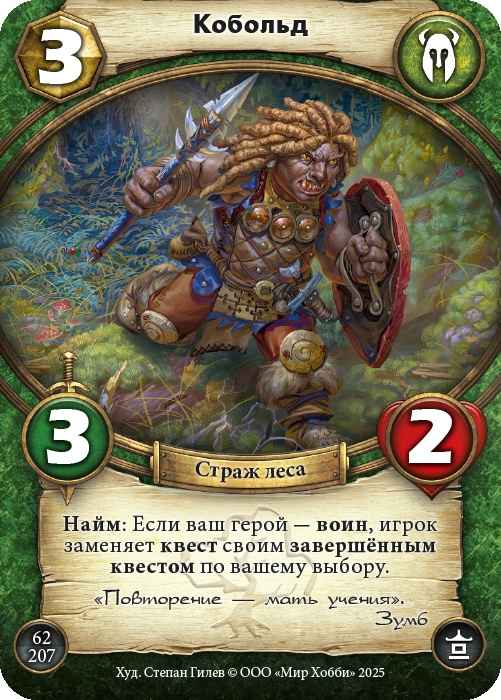 Кобольд
3
3
2
Страж леса
Найм: Если ваш герой — воин, игрок
заменяет квест своим завершённым
квестом по вашему выбору.
«Повторение — мать учения».
Зумб
62
207
Худ. Степан Гилев © ООО «Мир Хобби» 2025